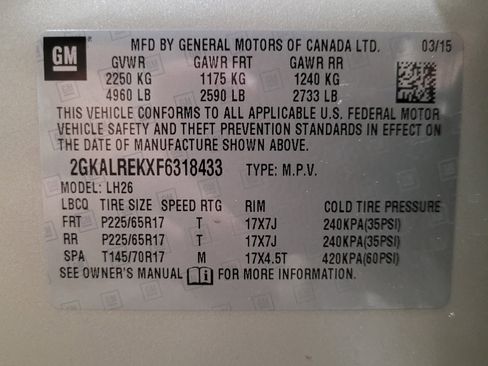 GM MFD BY GENERAL MOTORS OF CANADA LTD. 03/15
GVWR GAWR FRT GAWR RR
2250 KG 1175 KG 1240 KG
4960 LB 2590 LB 2733 LB
THIS VEHICLE CONFORMS TO ALL APPLICABLE U.S. FEDERAL MOTOR
VEHICLE SAFETY AND THEFT PREVENTION STANDARDS IN EFFECT ON
THE DATE OF MANUFACTURE SHOWN ABOVE.
2GKALREKXF6318433 TYPE: M.P.V.
MODEL: LH26
LBCQ TIRE SIZE SPEED RTG RIM COLD TIRE PRESSURE
FRT P225/65R17 T 17X7J 240KPA(35PSI)
RR P225/65R17 T 17X7J 240KPA(35PSI)
SPA T145/70R17 M 17X4.5T 420KPA(60PSI)
SEE OWNER'S MANUAL FOR MORE INFORMATION.